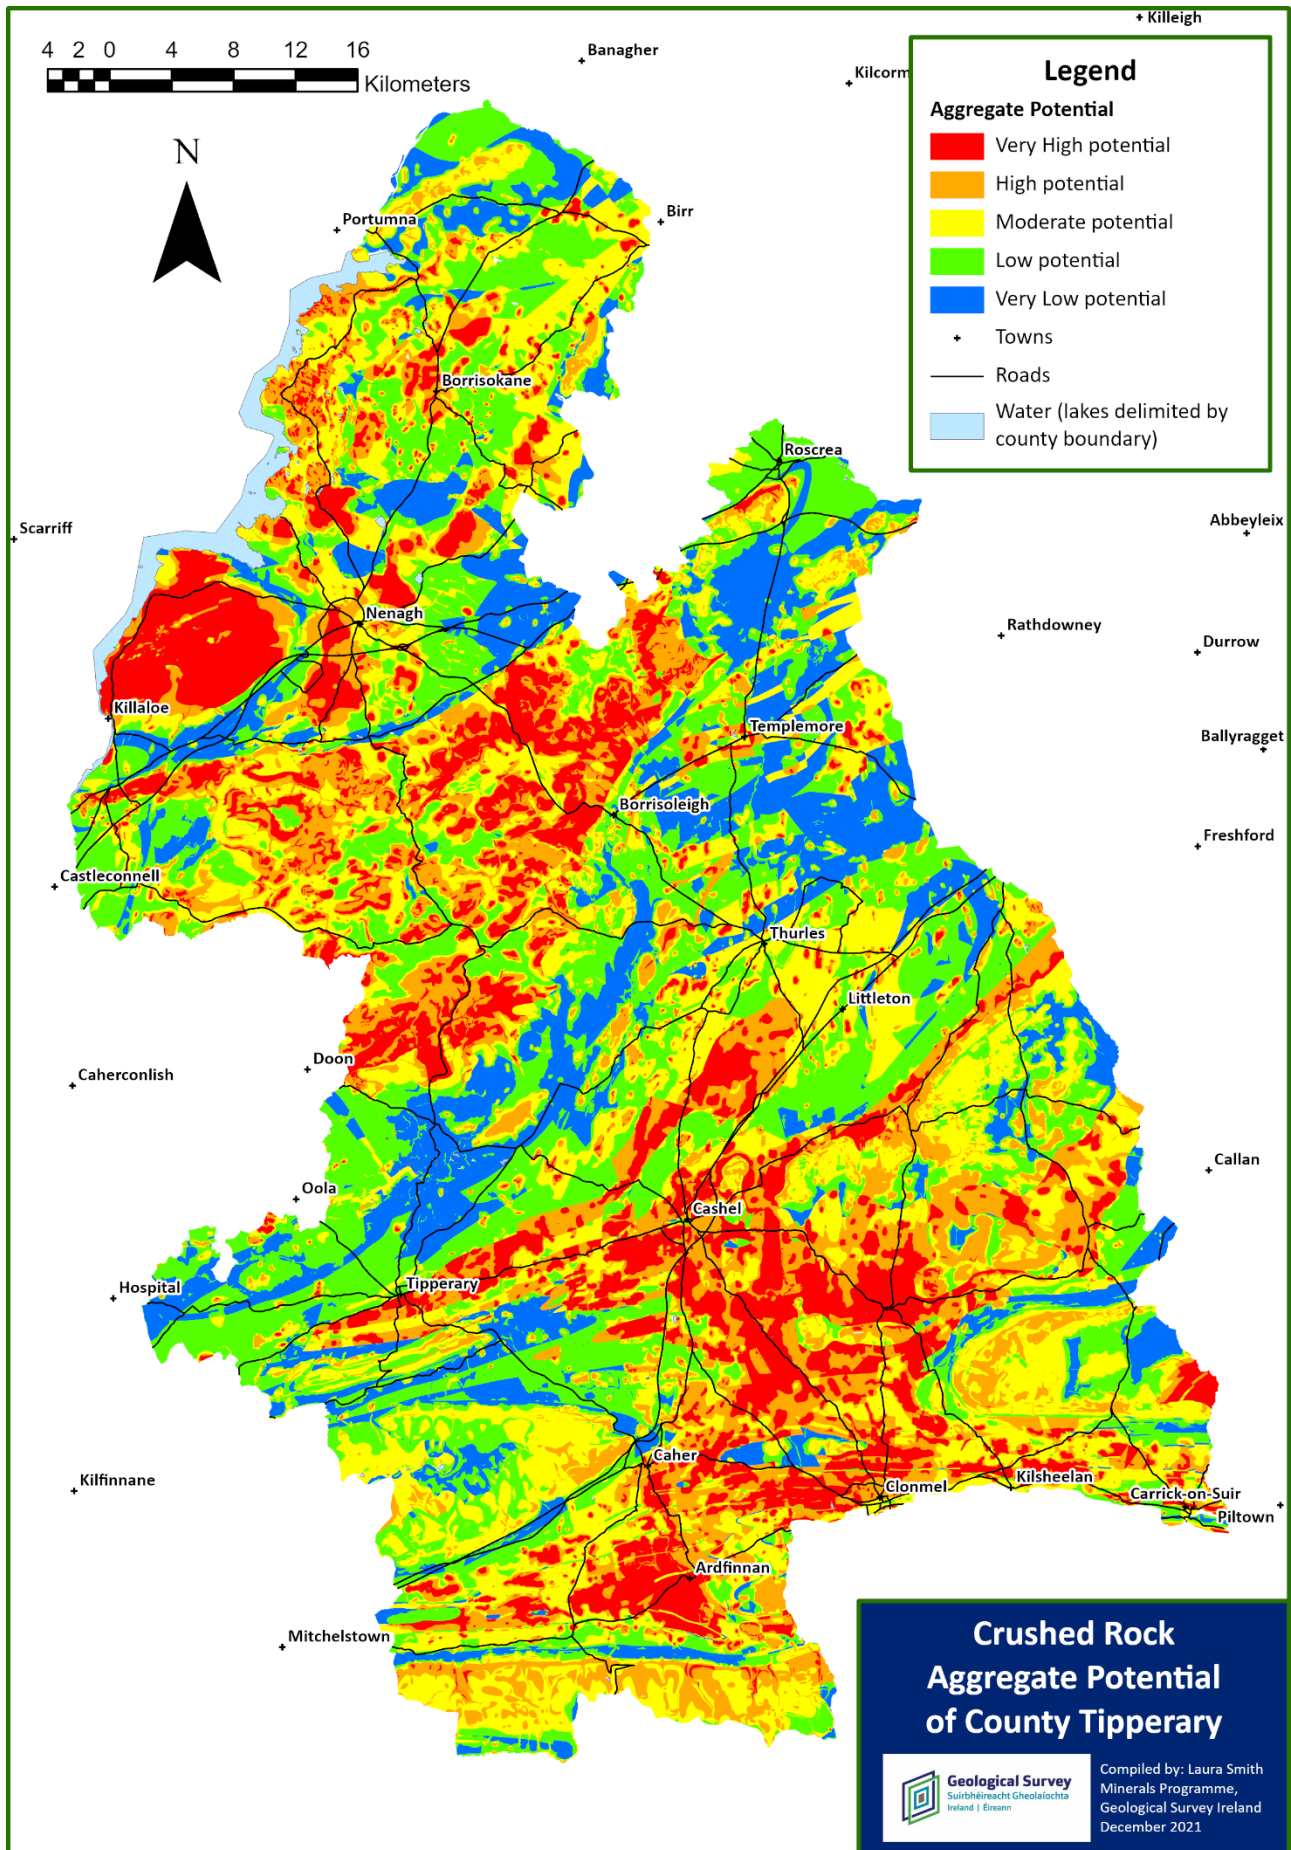 Killeigh
4 2 0 4 8 12 16
Kilometers
Banagher
Kilcorm
Legend
Aggregate Potential
Very High potential
High potential
Moderate potential
Low potential
Very Low potential
Towns
Roads
Water (lakes delimited by
county boundary)
N
Portumna
Birr
Borrisokane
Roscrea
Scarriff
Abbeyleix
Nenagh
Rathdowney
Durrow
Killaloe
Templemore
Ballyragget
Borrisoleigh
Freshford
Castleconnell
Thurles
Littleton
Doon
Caherconlish
Callan
Oola
Cashel
Hospital
Tipperary
Caher
Kilfinnane
Clonmel
Kilsheelan
Carrick-on-Suir
Piltown
Ardfinnan
Mitchelstown
Crushed Rock
Aggregate Potential
of County Tipperary
Geological Survey
Suirbhéireacht Gheolaíochta
Ireland | Éireann
Compiled by: Laura Smith
Minerals Programme,
Geological Survey Ireland
December 2021